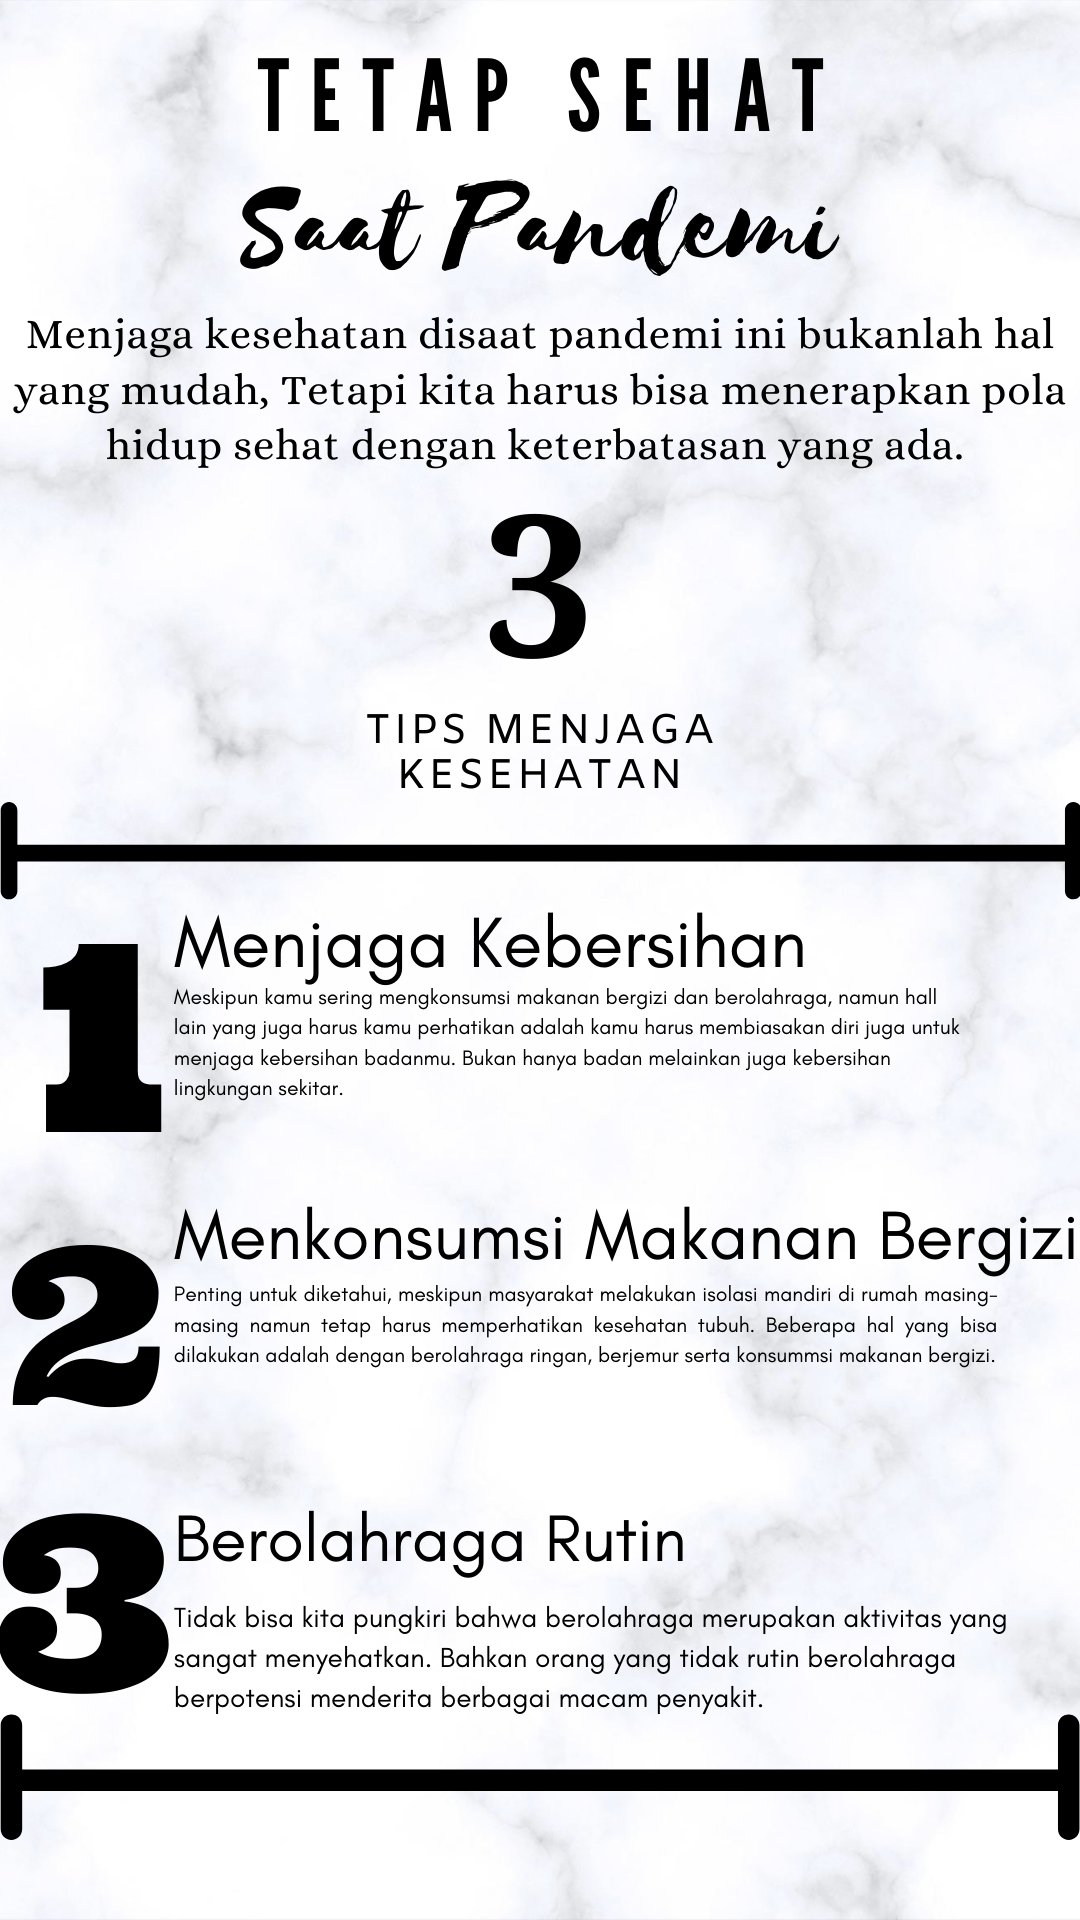 TETAP SEHAT
Saat Pandemi
Menjaga kesehatan disaat pandemi ini bukanlah hal
yang mudah, Tetapi kita harus bisa menerapkan pola
hidup sehat dengan keterbatasan yang ada.
3
TIPS MENJAGA
KESEHATAN
1
Menjaga Kebersihan
Meskipun kamu sering mengkonsumsi makanan bergizi dan berolahraga, namun hall
lain yang juga harus kamu perhatikan adalah kamu harus membiasakan diri juga untuk
menjaga kebersihan badanmu. Bukan hanya badan melainkan juga kebersihan
lingkungan sekitar.
2
Menkonsumsi Makanan Bergizi
Penting untuk diketahui, meskipun masyarakat melakukan isolasi mandiri di rumah masing-
masing namun tetap harus memperhatikan kesehatan tubuh. Beberapa hal yang bisa
dilakukan adalah dengan berolahraga ringan, berjemur serta konsummsi makanan bergizi.
3
Berolahraga Rutin
Tidak bisa kita pungkiri bahwa berolahraga merupakan aktivitas yang
sangat menyehatkan. Bahkan orang yang tidak rutin berolahraga
berpotensi menderita berbagai macam penyakit.